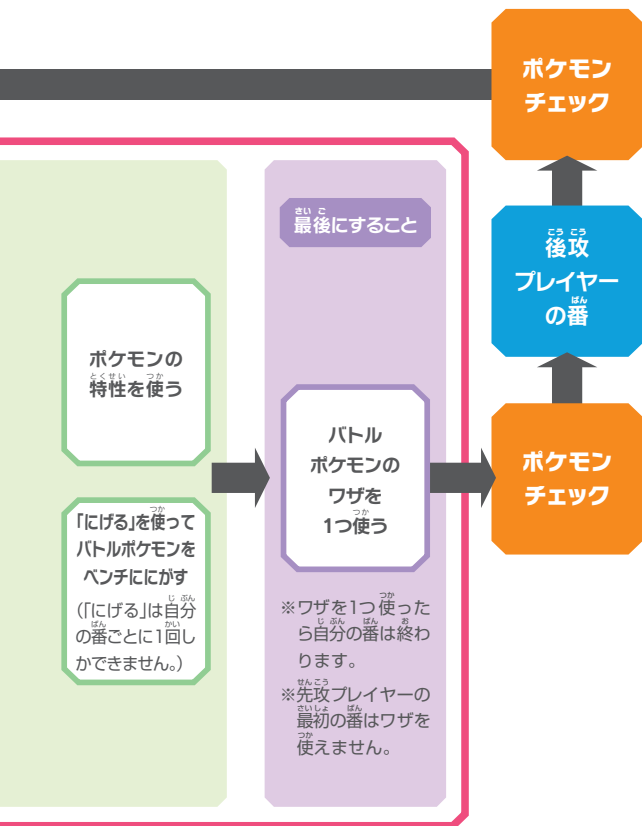 ポケモン
チェック
後攻
プレイヤー
の番
ポケモン
チェック
ポケモンの
特性を使う
「にげる」を使って
バトルポケモンを
ベンチににがす
(「にげる」は自分
の番ごとに1回し
かできません。)
最後にすること
バトル
ポケモンの
ワザを
1つ使う
※ワザを1つ使った
ら自分の番は終わ
ります。
※先攻プレイヤーの
最初の番はワザを
使えません。